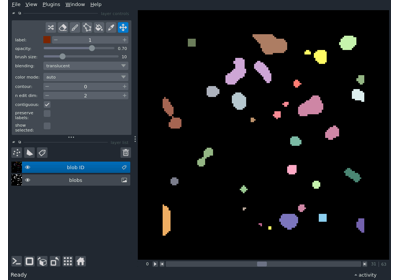 File View Plugins Window Help
label: 1
opacity: 0.70
brush size: 10
blending: translucent
color mode: auto
contour: 0
n edit dim: 2
contiguous:
preserve labels:
show selected:
blob ID
blobs
0
Ready
activity